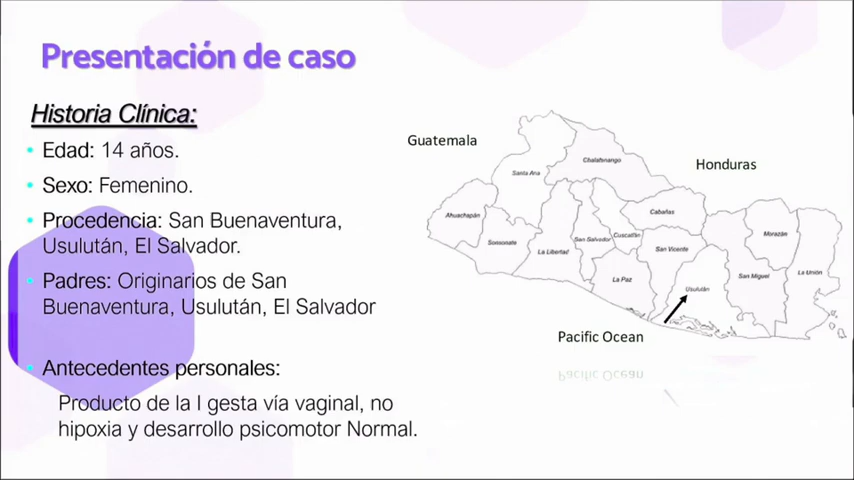 Presentación de caso
Historia Clínica:
Edad: 14 años.
Sexo: Femenino.
Procedencia: San Buenaventura,
Usulután, El Salvador.
Padres: Originarios de San
Buenaventura, Usulután, El Salvador
Antecedentes personales:
Producto de la I gesta vía vaginal, no
hipoxia y desarrollo psicomotor Normal.
Guatemala
Honduras
Chalatenango
Santa Ana
Ahuachapán
Sonsonate
La Libertad
San Salvador
Cuscatlán
Cabañas
San Vicente
La Paz
Usulután
San Miguel
Morazán
La Unión
Pacific Ocean